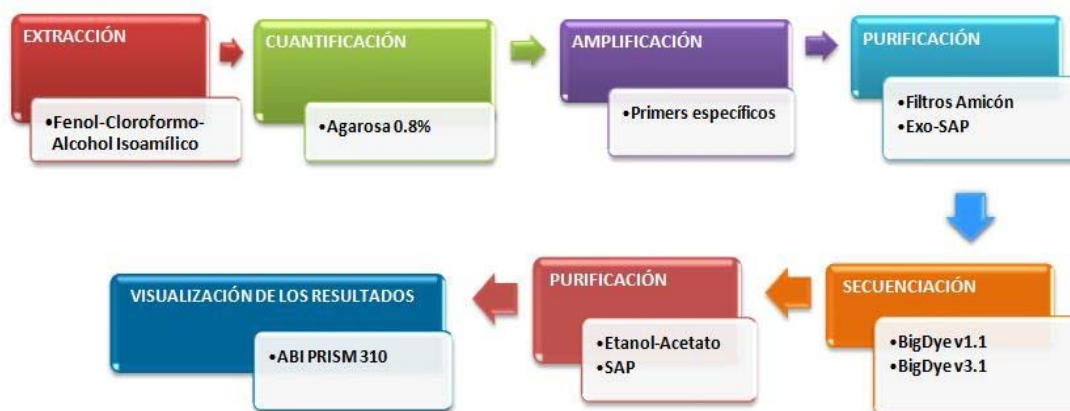 EXTRACCIÓN
•Fenol-Cloroformo-
Alcohol Isoamílico
CUANTIFICACIÓN
•Agarosa 0.8%
AMPLIFICACIÓN
•Primers específicos
PURIFICACIÓN
•Filtros Amicón
•Exo-SAP
SECUENCIACIÓN
•BigDye v1.1
•BigDye v3.1
PURIFICACIÓN
•Etanol-Acetato
•SAP
VISUALIZACIÓN DE LOS RESULTADOS
•ABI PRISM 310